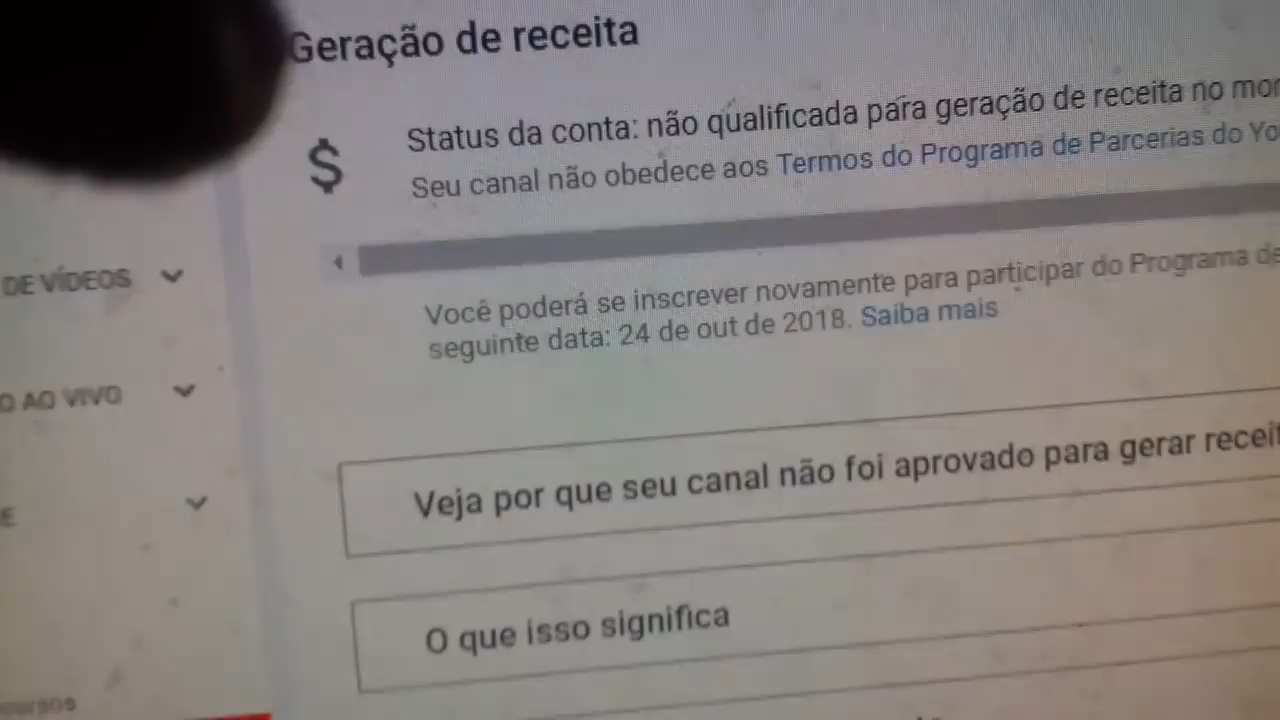 Geração de receita
Status da conta: não qualificada para geração de receita no
Seu canal não obedece aos Termos do Programa de Parcerias do
DE VÍDEOS
Você poderá se inscrever novamente para participar do Programa de
seguinte data: 24 de out de 2018. Saiba mais
O AO VIVO
Veja por que seu canal não foi aprovado para gerar
E
O que isso significa